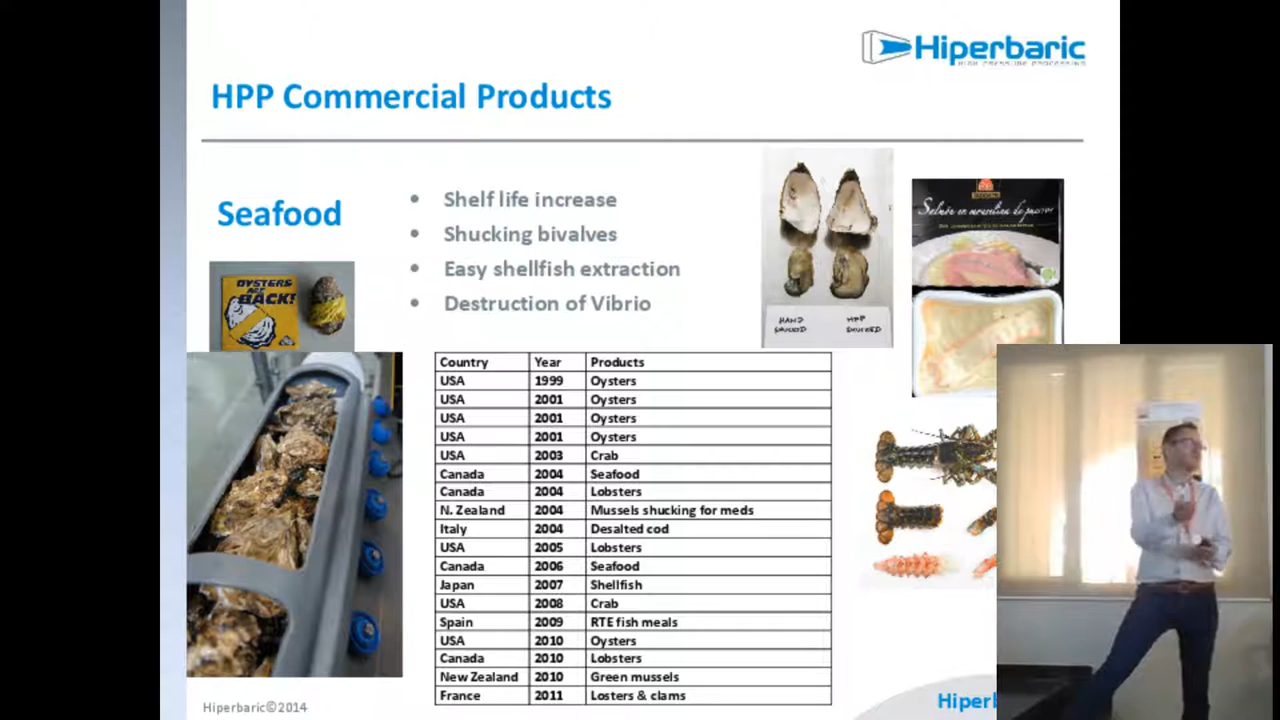 Hiperbaric
HIGH PRESSURE PROCESSING
HPP Commercial Products
Seafood
• Shelf life increase
• Shucking bivalves
• Easy shellfish extraction
• Destruction of Vibrio
OYSTERS
ARE
BACK!
HAND
SHUCKED
HPP
SHUCKED
Salmón en muselina de puerros
Country Year Products
USA 1999 Oysters
USA 2001 Oysters
USA 2001 Oysters
USA 2001 Oysters
USA 2003 Crab
Canada 2004 Seafood
Canada 2004 Lobsters
N. Zealand 2004 Mussels shucking for meds
Italy 2004 Desalted cod
USA 2005 Lobsters
Canada 2006 Seafood
Japan 2007 Shellfish
USA 2008 Crab
Spain 2009 RTE fish meals
USA 2010 Oysters
Canada 2010 Lobsters
New Zealand 2010 Green mussels
France 2011 Losters & clams
Hiperbaric©2014
Hiperb